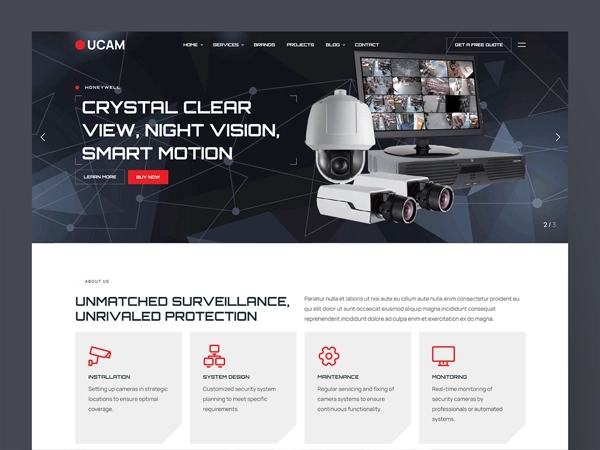 UCAM
HOME SERVICES BRANDS PROJECTS BLOG CONTACT
GET A FREE QUOTE
HONEYWELL
CRYSTAL CLEAR
VIEW, NIGHT VISION,
SMART MOTION
LEARN MORE BUY NOW
2 / 3
ABOUT US
UNMATCHED SURVEILLANCE,
UNRIVALED PROTECTION
Pariatur nulla et laboris ut nisi aute eu cillum aute nulla anim consectetur proident eu
qui elit dolor ut sunt occaecat eiusmod aliquip magna incididunt consequat
reprehenderit incididunt dolore ad culpa enim et exercitation ex do magna.
INSTALLATION
Setting up cameras in strategic
locations to ensure optimal
coverage.
SYSTEM DESIGN
Customized security system
planning to meet specific
requirements.
MAINTENANCE
Regular servicing and fixing of
camera systems to ensure
continuous functionality.
MONITORING
Real-time monitoring of
security cameras by
professionals or automated
systems.